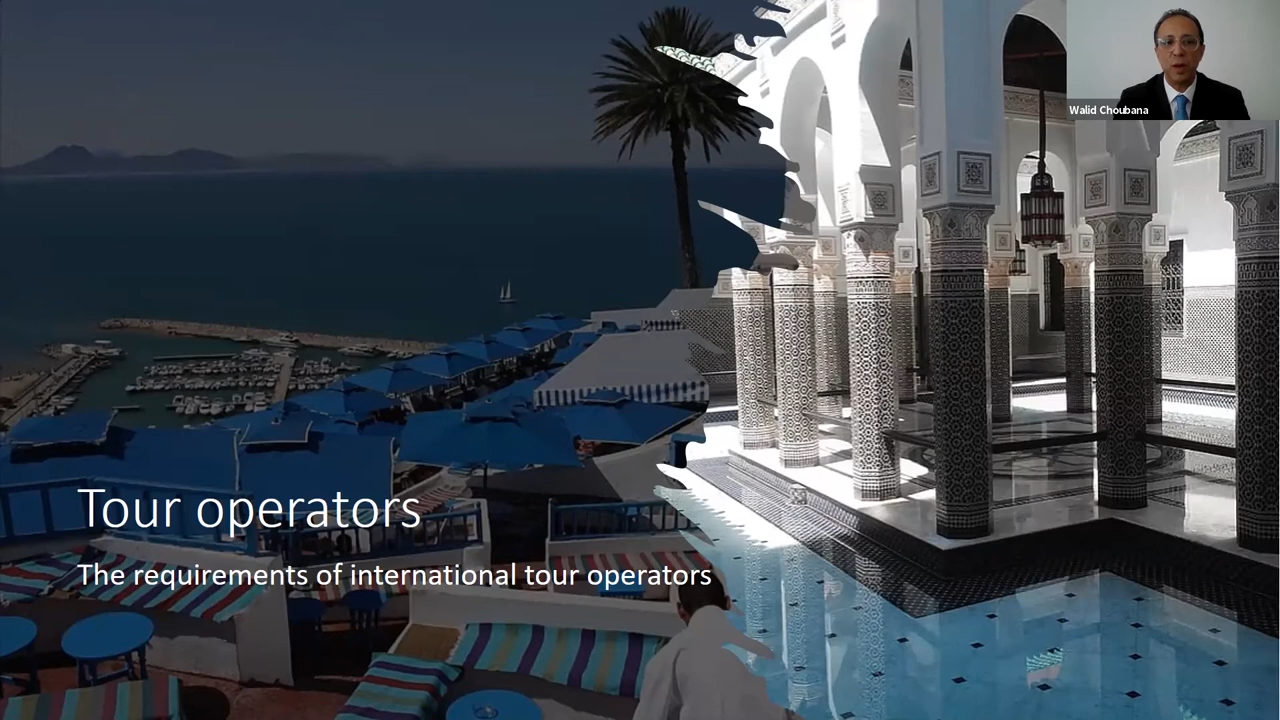 Walid Choubana
Tour operators
The requirements of international tour operators